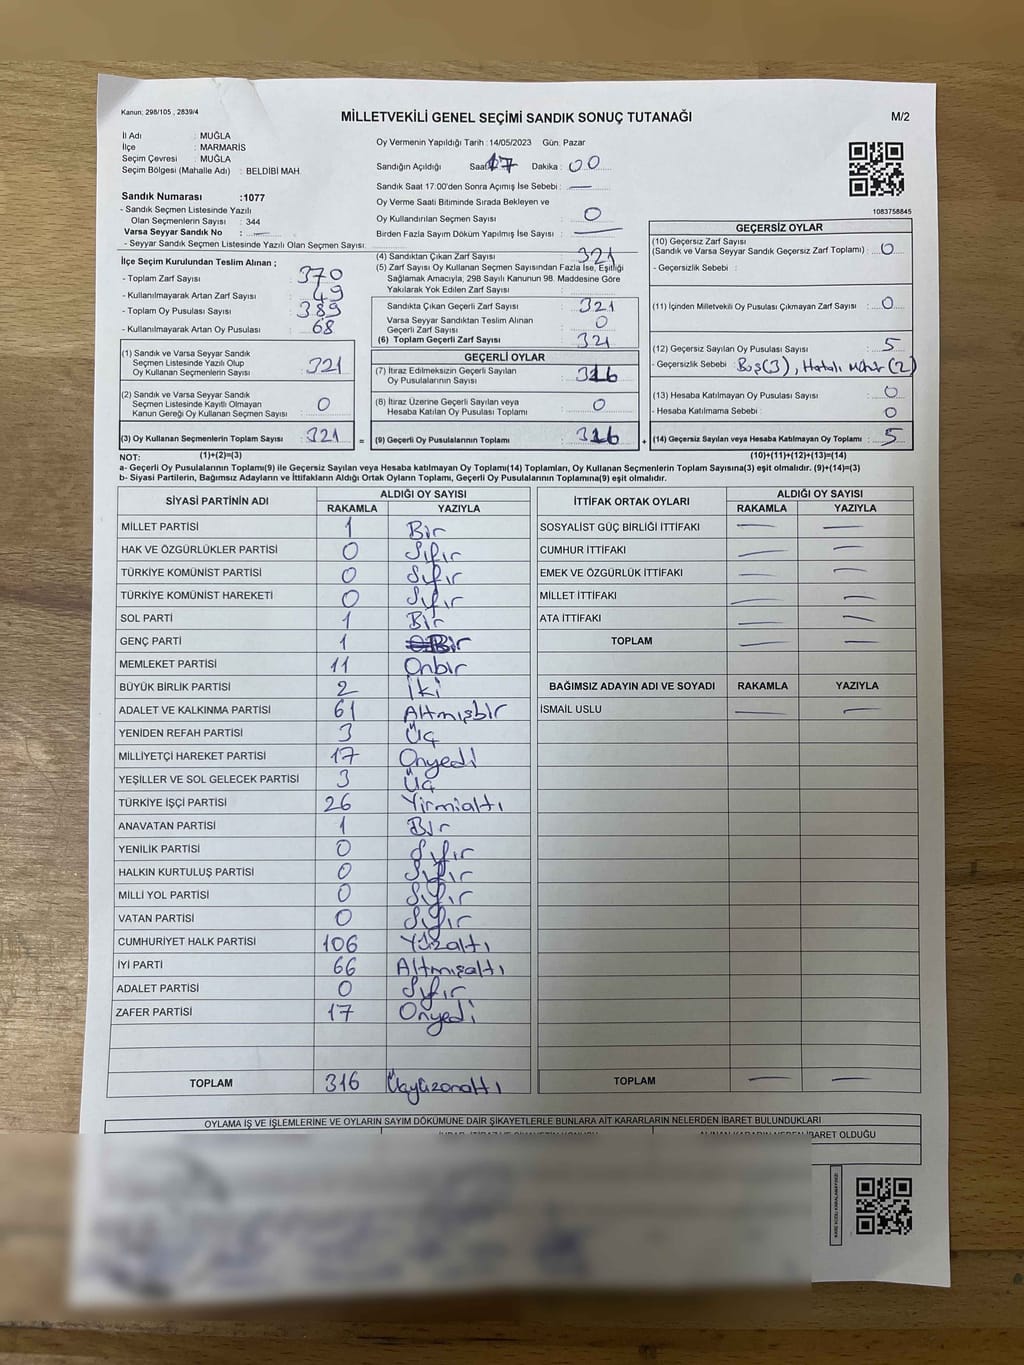 Kanun: 298/105 , 2839/4
MİLLETVEKİLİ GENEL SEÇİMİ SANDIK SONUÇ TUTANAĞI
M/2
İl Adı : MUĞLA
İlçe : MARMARİS
Seçim Çevresi : MUĞLA
Seçim Bölgesi (Mahalle Adı) : BELDİBİ MAH.
Sandık Numarası :1077
- Sandık Seçmen Listesinde Yazılı
Olan Seçmenlerin Sayısı : 344
Varsa Seyyar Sandık No : —
- Seyyar Sandık Seçmen Listesinde Yazılı Olan Seçmen Sayısı:
Oy Vermenin Yapıldığı Tarih :14/05/2023 Gün: Pazar
Sandığın Açıldığı Saat 17 Dakika : 00
Sandık Saat 17:00'den Sonra Açımış İse Sebebi : —
Oy Verme Saati Bitiminde Sırada Bekleyen ve
Oy Kullandırılan Seçmen Sayısı : 0
Birden Fazla Sayım Döküm Yapılmış İse Sayısı : —
1083758845
İlçe Seçim Kurulundan Teslim Alınan ;
- Toplam Zarf Sayısı : 370
- Kullanılmayarak Artan Zarf Sayısı : 49
- Toplam Oy Pusulası Sayısı : 389
- Kullanılmayarak Artan Oy Pusulası : 68
(1) Sandık ve Varsa Seyyar Sandık
Seçmen Listesinde Yazılı Olup
Oy Kullanan Seçmenlerin Sayısı : 321
(2) Sandık ve Varsa Seyyar Sandık
Seçmen Listesinde Kayıtlı Olmayan
Kanun Gereği Oy Kullanan Seçmen Sayısı : 0
(3) Oy Kullanan Seçmenlerin Toplam Sayısı : 321
(1)+(2)=(3)
(4) Sandıktan Çıkan Zarf Sayısı : 321
(5) Zarf Sayısı Oy Kullanan Seçmen Sayısından Fazla İse, Eşitliği
Sağlamak Amacıyla, 298 Sayılı Kanunun 98. Maddesine Göre
Yakılarak Yok Edilen Zarf Sayısı :
Sandıkta Çıkan Geçerli Zarf Sayısı : 321
Varsa Seyyar Sandıktan Teslim Alınan
Geçerli Zarf Sayısı : 0
(6) Toplam Geçerli Zarf Sayısı : 321
GEÇERLİ OYLAR
(7) İtiraz Edilmeksizin Geçerli Sayılan
Oy Pusulalarının Sayısı : 316
(8) İtiraz Üzerine Geçerli Sayılan veya
Hesaba Katılan Oy Pusulası Toplamı : 0
= (9) Geçerli Oy Pusulalarının Toplamı : 316
GEÇERSİZ OYLAR
(10) Geçersiz Zarf Sayısı
(Sandık ve Varsa Seyyar Sandık Geçersiz Zarf Toplamı) : 0
- Geçersizlik Sebebi :
(11) İçinden Milletvekili Oy Pusulası Çıkmayan Zarf Sayısı : 0
(12) Geçersiz Sayılan Oy Pusulası Sayısı : 5
- Geçersizlik Sebebi : Boş(3), Hatalı Mühür(2)
(13) Hesaba Katılmayan Oy Pusulası Sayısı : 0
- Hesaba Katılmama Sebebi : 0
+ (14) Geçersiz Sayılan veya Hesaba Katılmayan Oy Toplamı : 5
(10)+(11)+(12)+(13)=(14)
NOT:
a- Geçerli Oy Pusulalarının Toplamı(9) ile Geçersiz Sayılan veya Hesaba katılmayan Oy Toplamı(14) Toplamları, Oy Kullanan Seçmenlerin Toplam Sayısına(3) eşit olmalıdır. (9)+(14)=(3)
b- Siyasi Partilerin, Bağımsız Adayların ve İttifakların Aldığı Ortak Oyların Toplamı, Geçerli Oy Pusulalarının Toplamına(9) eşit olmalıdır.
SİYASİ PARTİNİN ADI ALDIĞI OY SAYISI
RAKAMLA YAZIYLA
MİLLET PARTİSİ 1 Bir
HAK VE ÖZGÜRLÜKLER PARTİSİ 0 Sıfır
TÜRKİYE KOMÜNİST PARTİSİ 0 Sıfır
TÜRKİYE KOMÜNİST HAREKETİ 0 Sıfır
SOL PARTİ 1 Bir
GENÇ PARTİ 1 Bir
MEMLEKET PARTİSİ 11 Onbir
BÜYÜK BİRLİK PARTİSİ 2 İki
ADALET VE KALKINMA PARTİSİ 61 Altmışbir
YENİDEN REFAH PARTİSİ 3 Üç
MİLLİYETÇİ HAREKET PARTİSİ 17 Onyedi
YEŞİLLER VE SOL GELECEK PARTİSİ 3 Üç
TÜRKİYE İŞÇİ PARTİSİ 26 Yirmialtı
ANAVATAN PARTİSİ 1 Bir
YENİLİK PARTİSİ 0 Sıfır
HALKIN KURTULUŞ PARTİSİ 0 Sıfır
MİLLİ YOL PARTİSİ 0 Sıfır
VATAN PARTİSİ 0 Sıfır
CUMHURİYET HALK PARTİSİ 106 Yüzaltı
İYİ PARTİ 66 Altmışaltı
ADALET PARTİSİ 0 Sıfır
ZAFER PARTİSİ 17 Onyedi
TOPLAM 316 Üçyüzonaltı
İTTİFAK ORTAK OYLARI ALDIĞI OY SAYISI
RAKAMLA YAZIYLA
SOSYALİST GÜÇ BİRLİĞİ İTTİFAKI — —
CUMHUR İTTİFAKI — —
EMEK VE ÖZGÜRLÜK İTTİFAKI — —
MİLLET İTTİFAKI — —
ATA İTTİFAKI — —
TOPLAM — —
BAĞIMSIZ ADAYIN ADI VE SOYADI RAKAMLA YAZIYLA
İSMAİL USLU — —
TOPLAM — —
OYLAMA İŞ VE İŞLEMLERİNE VE OYLARIN SAYIM DÖKÜMÜNE DAİR ŞİKAYETLERLE BUNLARA AİT KARARLARIN NELERDEN İBARET BULUNDUKLARI
ALINAN KARARIN NEDEN İBARET OLDUĞU